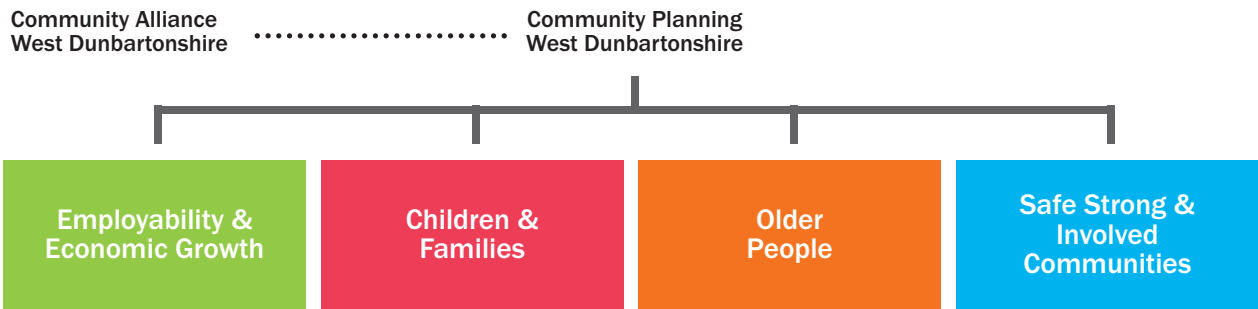 Community Alliance
West Dunbartonshire
Community Planning
West Dunbartonshire
Employability &
Economic Growth
Children &
Families
Older
People
Safe Strong &
Involved
Communities